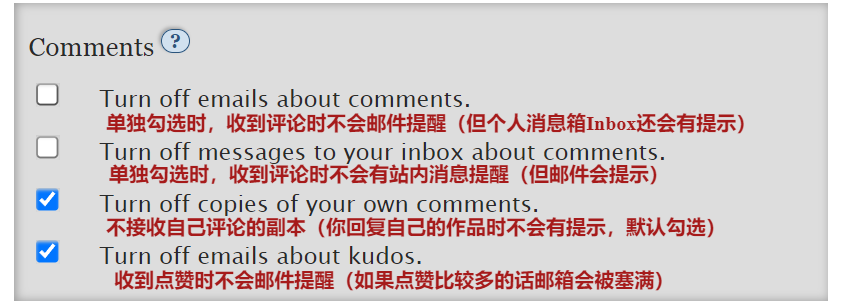 Comments ?
Turn off emails about comments.
单独勾选时，收到评论时不会邮件提醒（但个人消息箱Inbox还会有提示）
Turn off messages to your inbox about comments.
单独勾选时，收到评论时不会有站内消息提醒（但邮件会提示）
Turn off copies of your own comments.
不接收自己评论的副本（你回复自己的作品时不会有提示，默认勾选）
Turn off emails about kudos.
收到点赞时不会邮件提醒（如果点赞比较多的话邮箱会被塞满）